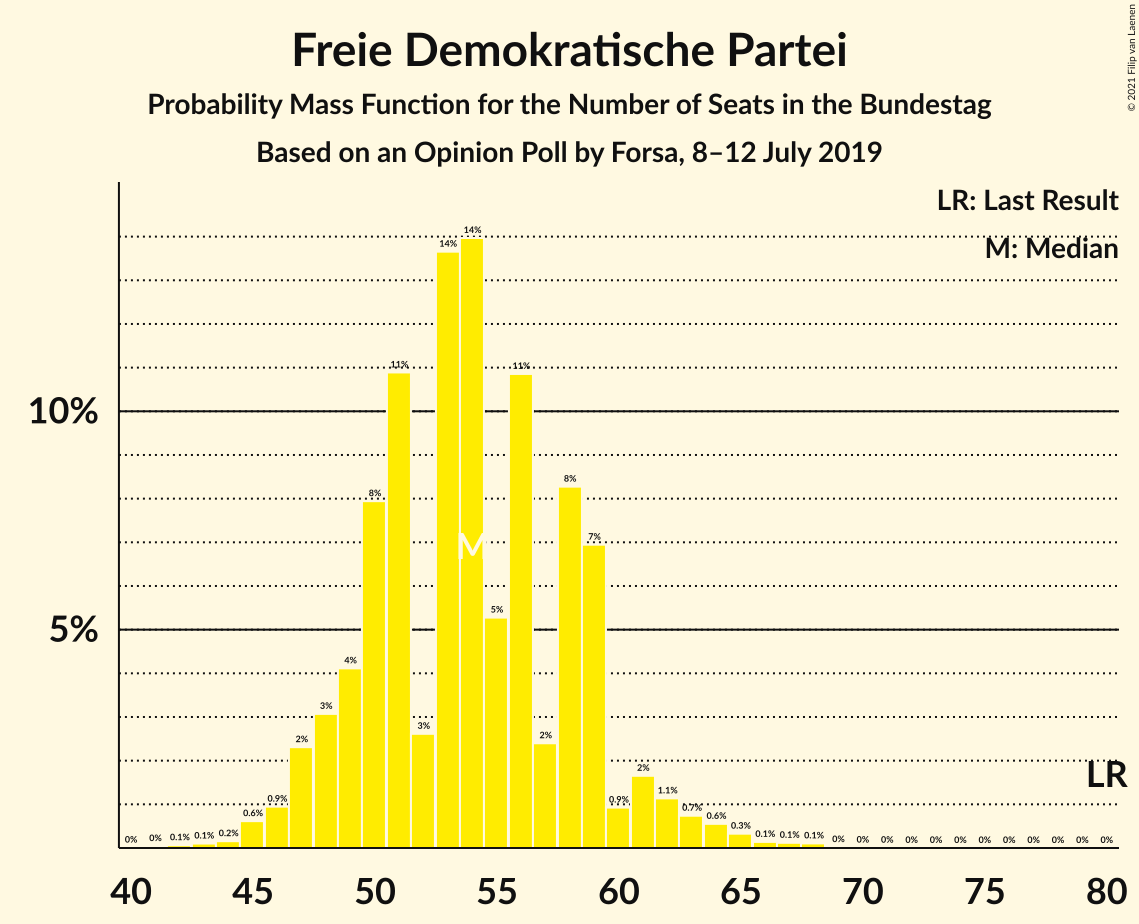 Freie Demokratische Partei
Probability Mass Function for the Number of Seats in the Bundestag
Based on an Opinion Poll by Forsa, 8–12 July 2019
© 2021 Filip van Laenen
LR: Last Result
M: Median
10%
5%
0% 0% 0.1% 0.1% 0.2% 0.6% 0.9% 2% 3% 4% 8% 11% 3% 14% 14% 5% 11% 2% 8% 7% 0.9% 2% 1.1% 0.7% 0.6% 0.3% 0.1% 0.1% 0.1% 0% 0% 0% 0% 0% 0% 0% 0% 0% 0% 0% 0%
M
LR
40 45 50 55 60 65 70 75 80